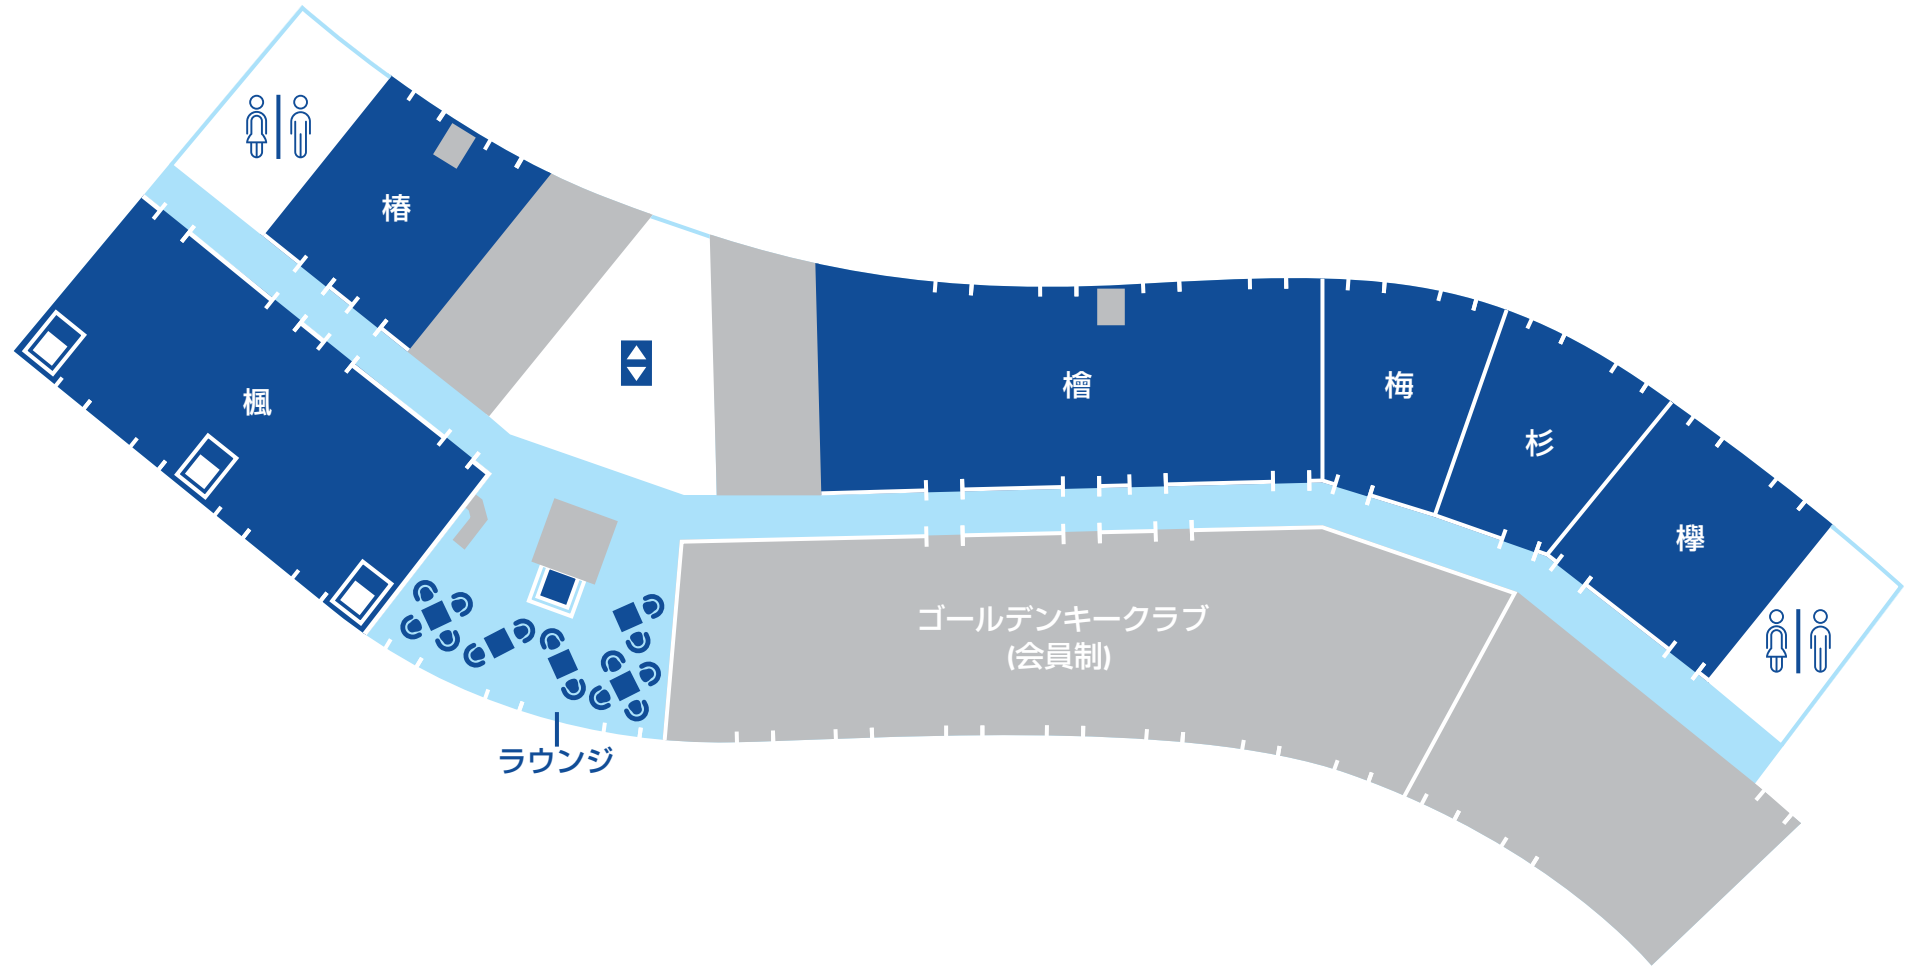 椿
楓
檜
梅
杉
欅
ゴールデンキークラブ
(会員制)
ラウンジ